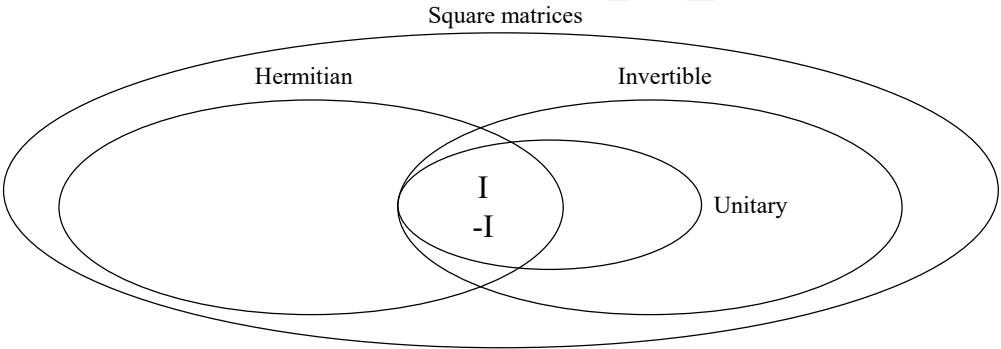 Square matrices
Hermitian
Invertible
I
-I
Unitary